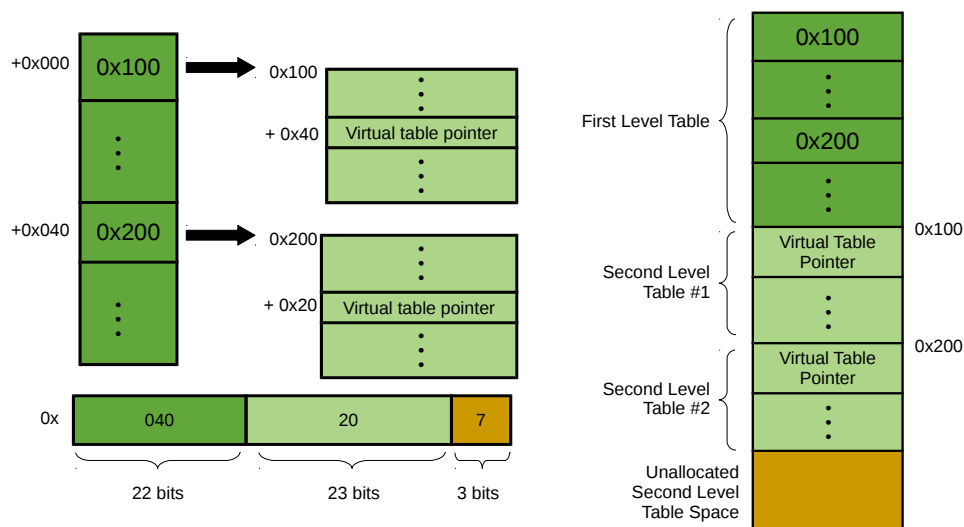 +0x000
0x100
0x100
+ 0x40
Virtual table pointer
+0x040
0x200
0x200
+ 0x20
Virtual table pointer
0x
040
20
7
22 bits
23 bits
3 bits
First Level Table
0x100
0x200
0x100
Second Level
Table #1
Virtual Table
Pointer
0x200
Second Level
Table #2
Virtual Table
Pointer
Unallocated
Second Level
Table Space